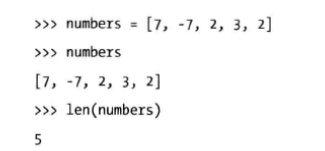 >>> numbers = [7, -7, 2, 3, 2]
>>> numbers
[7, -7, 2, 3, 2]
>>> len(numbers)
5